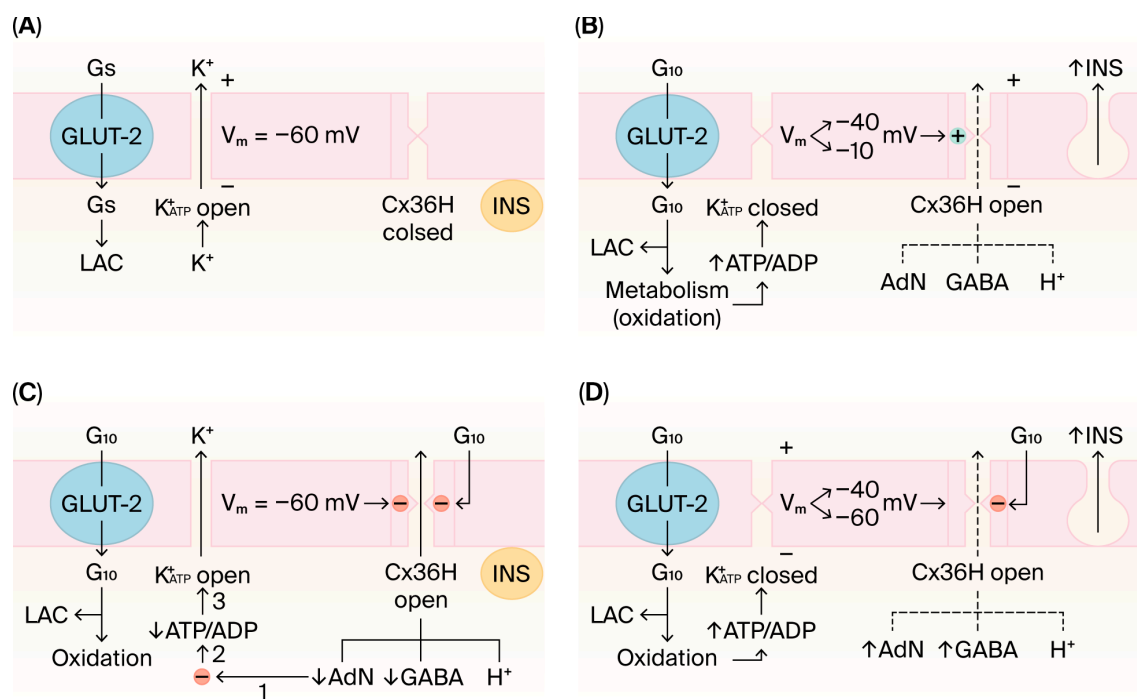 (A)
Gs K⁺
+
GLUT-2 Vₘ = −60 mV
−
Gs K⁺ATP open Cx36H colsed INS
LAC K⁺
(B)
G10 + ↑INS
GLUT-2 Vₘ −40 −10 mV +
−
G10 K⁺ATP closed Cx36H open
LAC ↑ATP/ADP AdN GABA H⁺
Metabolism
(oxidation)
(C)
G10 K⁺ G10
GLUT-2 Vₘ = −60 mV − −
G10 K⁺ATP open Cx36H open INS
3
LAC ↓ATP/ADP
2
Oxidation − 1 ↓AdN ↓GABA H⁺
(D)
G10 + G10 ↑INS
GLUT-2 Vₘ −40 −60 mV −
−
G10 K⁺ATP closed Cx36H open
LAC ↑ATP/ADP
Oxidation ↑AdN ↑GABA H⁺